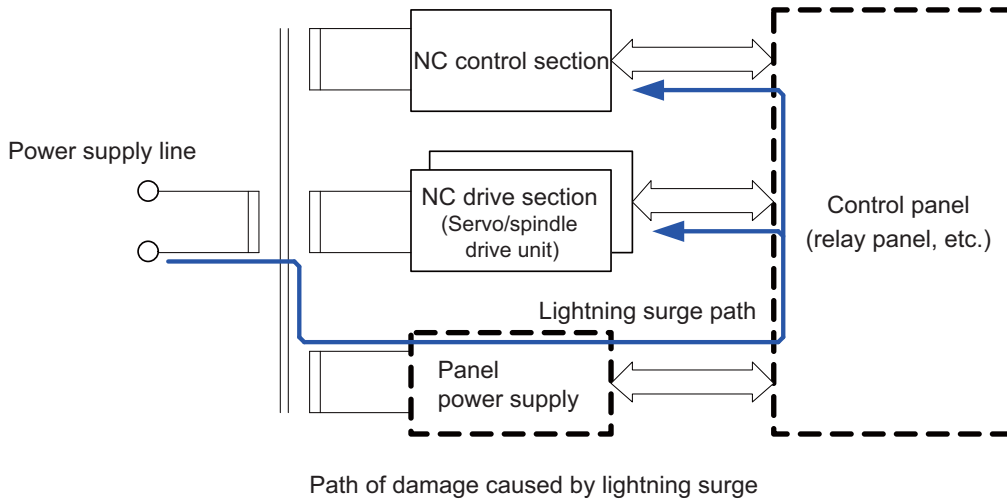 NC control section
Power supply line
NC drive section
(Servo/spindle
drive unit)
Control panel
(relay panel, etc.)
Lightning surge path
Panel
power supply
Path of damage caused by lightning surge